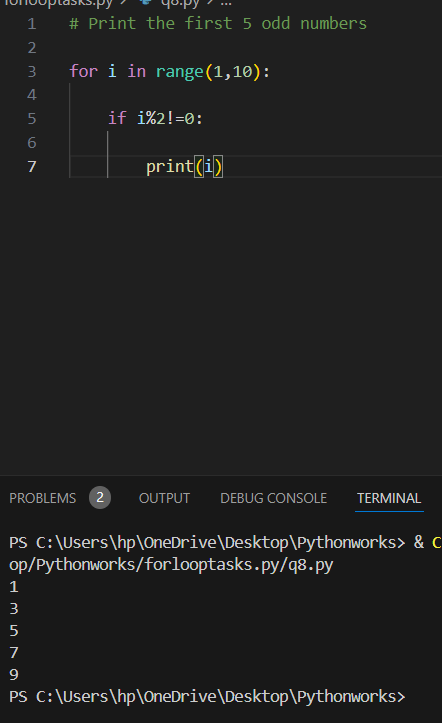 forlooptasks.py > q8.py > ...
1 # Print the first 5 odd numbers
2
3 for i in range(1,10):
4
5     if i%2!=0:
6
7         print(i)
PROBLEMS 2 OUTPUT DEBUG CONSOLE TERMINAL
PS C:\Users\hp\OneDrive\Desktop\Pythonworks> & C
op/Pythonworks/forlooptasks.py/q8.py
1
3
5
7
9
PS C:\Users\hp\OneDrive\Desktop\Pythonworks>